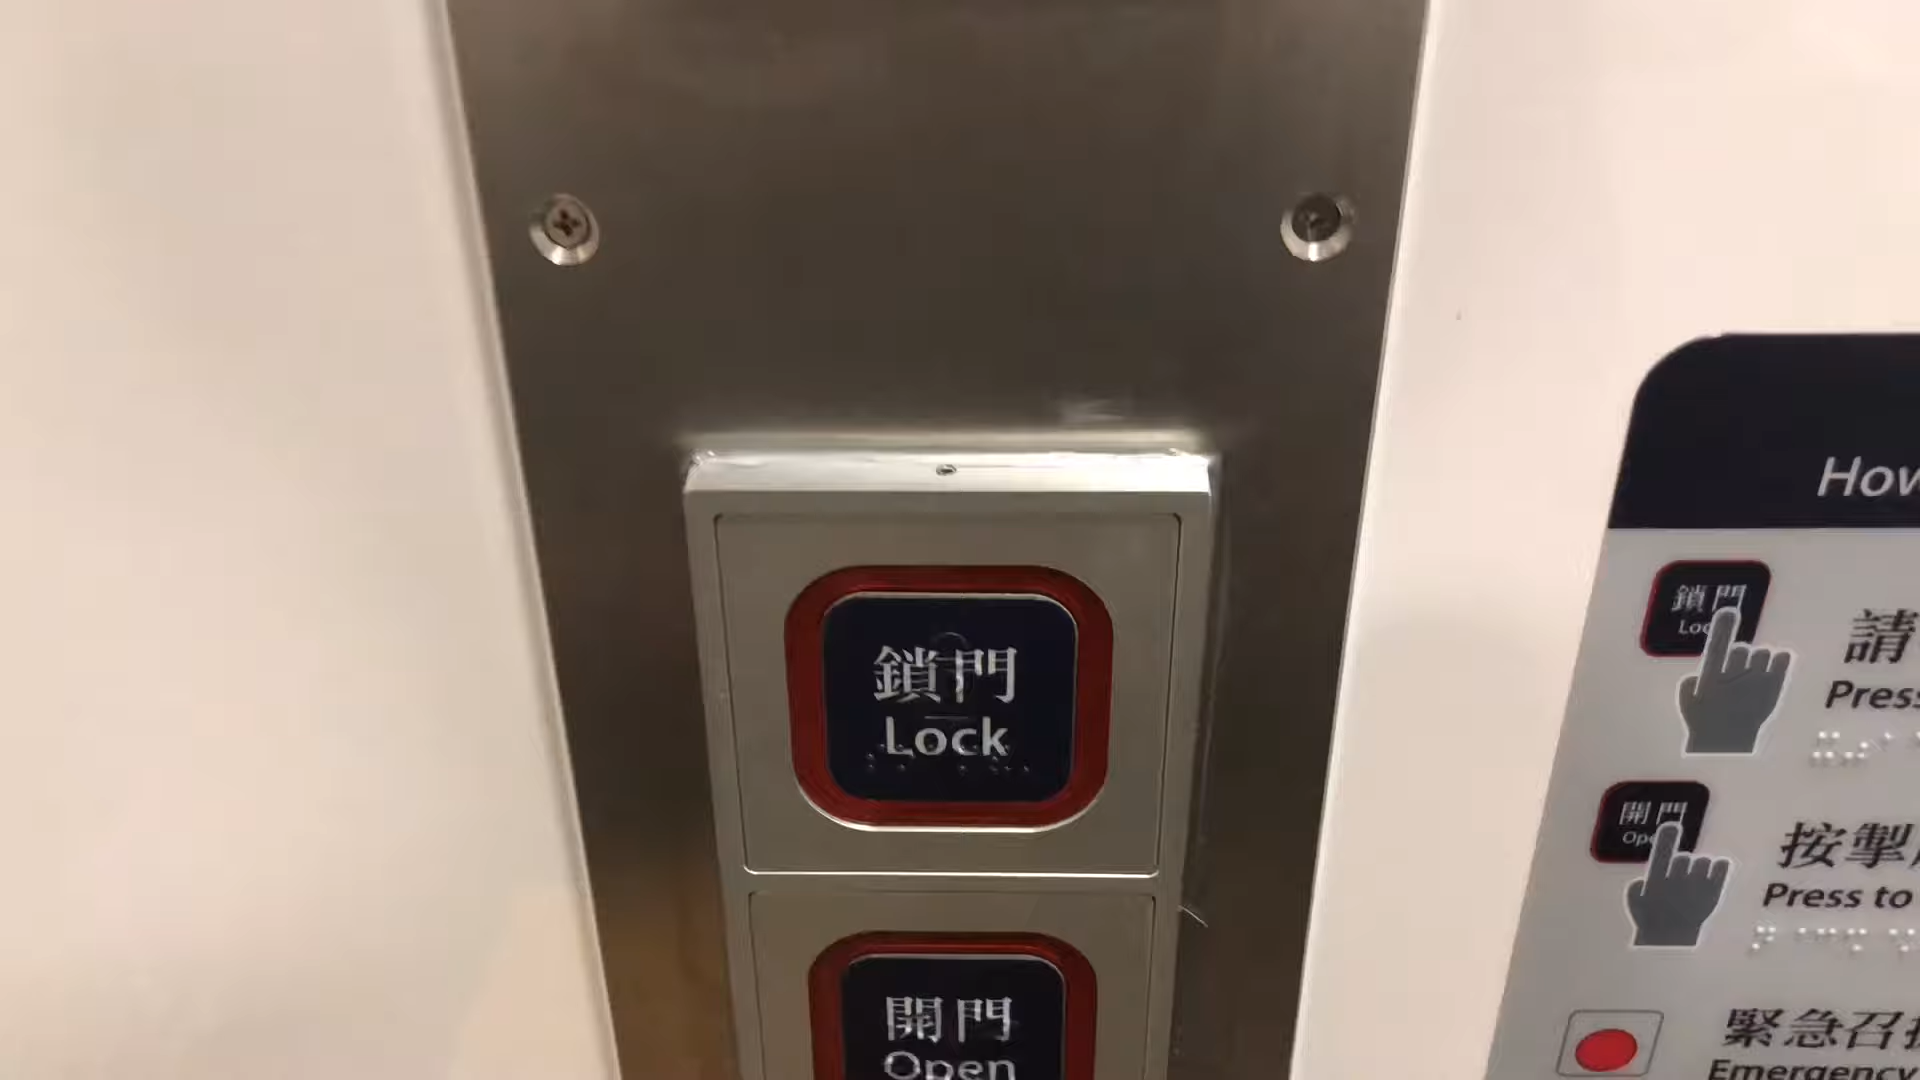 鎖門
Lock
開門
Open
How
鎖門
請
Press
開門
按掣
Press to
緊急召
Emergency